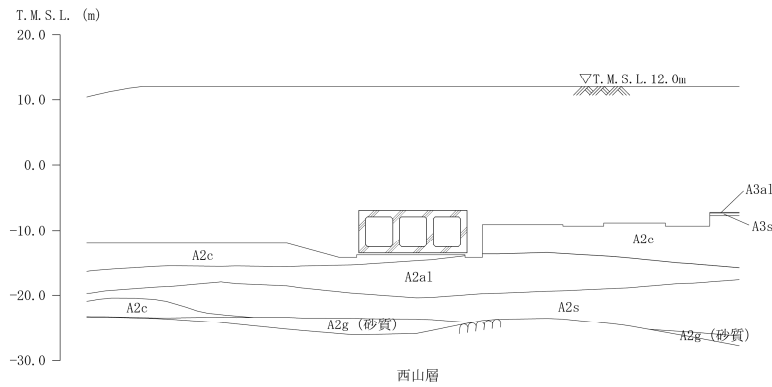 T.M.S.L. (m)
20.0
▽T.M.S.L.12.0m
10.0
0.0
A3al
A3s
-10.0
A2c
A2c
A2al
-20.0
A2c
A2s
A2g(砂質)
A2g(砂質)
-30.0
西山層